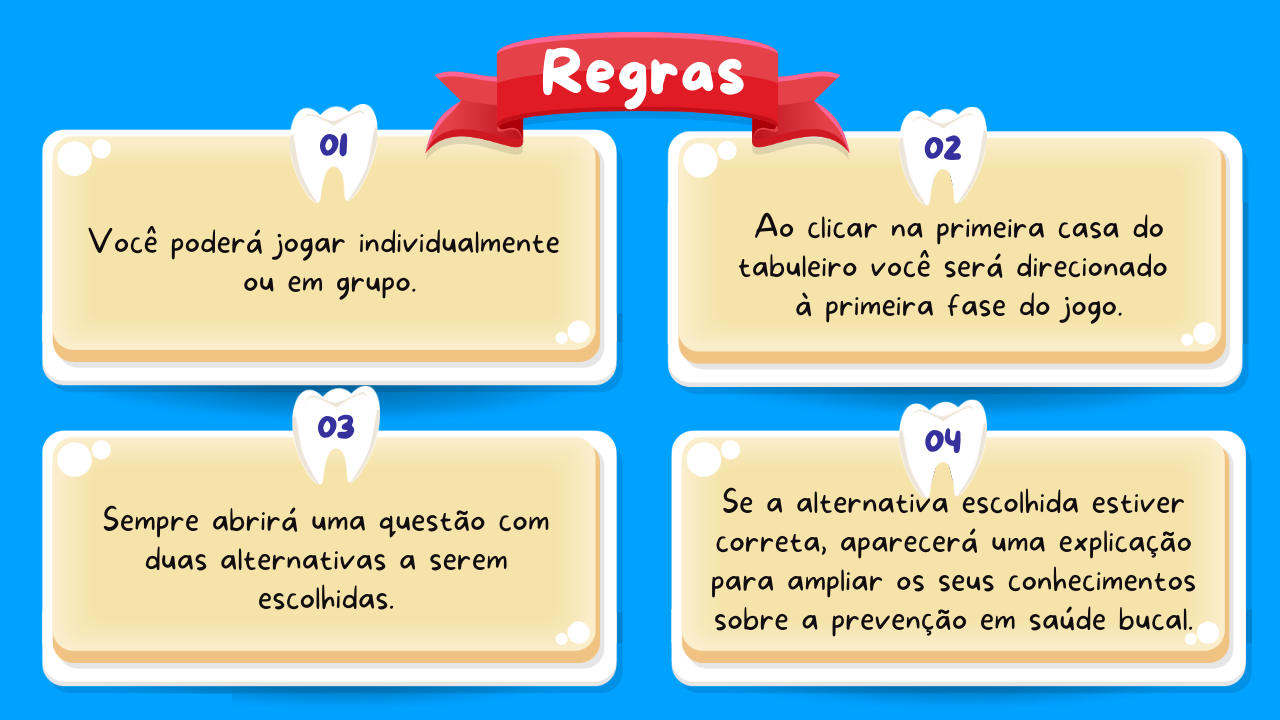 Regras
01
Você poderá jogar individualmente
ou em grupo.
02
Ao clicar na primeira casa do
tabuleiro você será direcionado
à primeira fase do jogo.
03
Sempre abrirá uma questão com
duas alternativas a serem
escolhidas.
04
Se a alternativa escolhida estiver
correta, aparecerá uma explicação
para ampliar os seus conhecimentos
sobre a prevenção em saúde bucal.